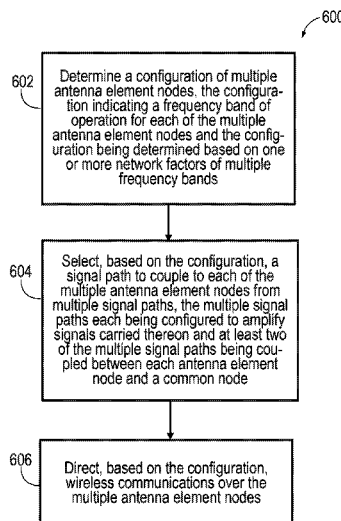 600
602
Determine a configuration of multiple
antenna element nodes, the configura-
tion indicating a frequency band of
operation for each of the multiple
antenna element nodes and the config-
uration being determined based on one
or more network factors of multiple
frequency bands
604
Select, based on the configuration, a
signal path to couple to each of the
multiple antenna element nodes from
multiple signal paths, the multiple signal
paths each being configured to amplify
signals carried thereon and at least two
of the multiple signal paths being cou-
pled between each antenna element
node and a common node
606
Direct, based on the configuration,
wireless communications over the
multiple antenna element nodes